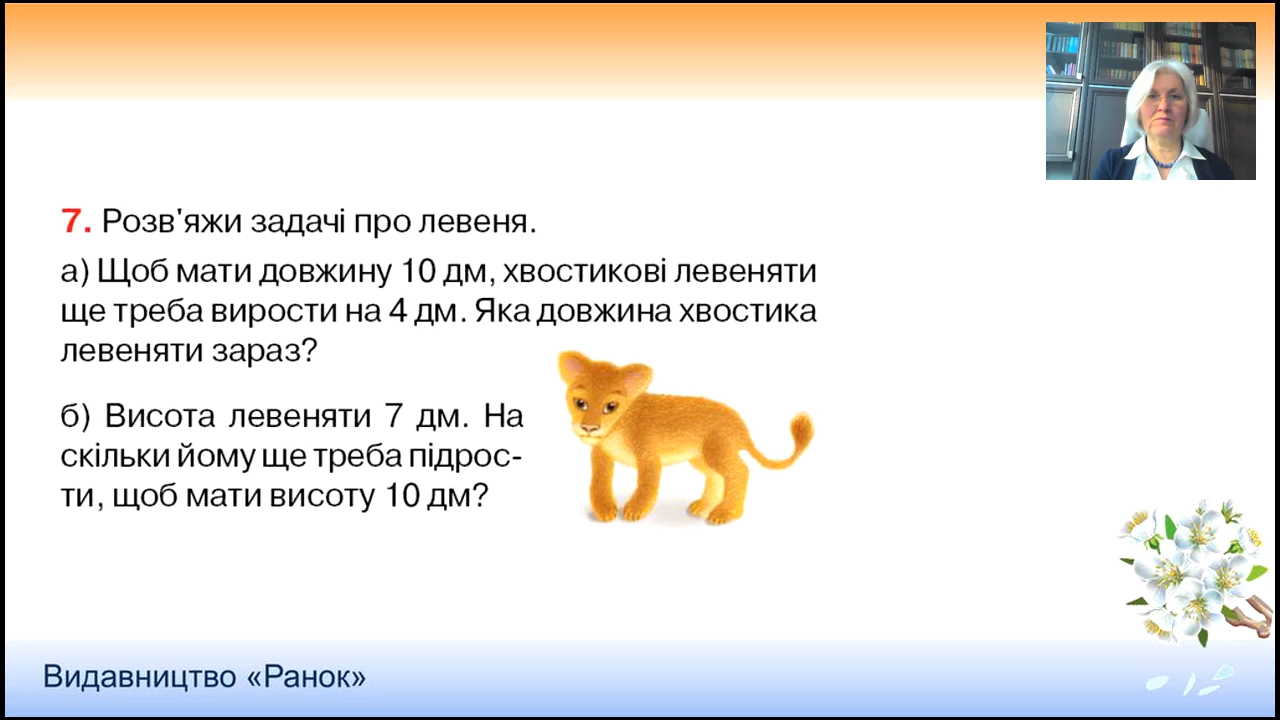 7. Розв'яжи задачі про левеня.
а) Щоб мати довжину 10 дм, хвостикові левеняти
ще треба вирости на 4 дм. Яка довжина хвостика
левеняти зараз?
б) Висота левеняти 7 дм. На
скільки йому ще треба підрос-
ти, щоб мати висоту 10 дм?
Видавництво «Ранок»